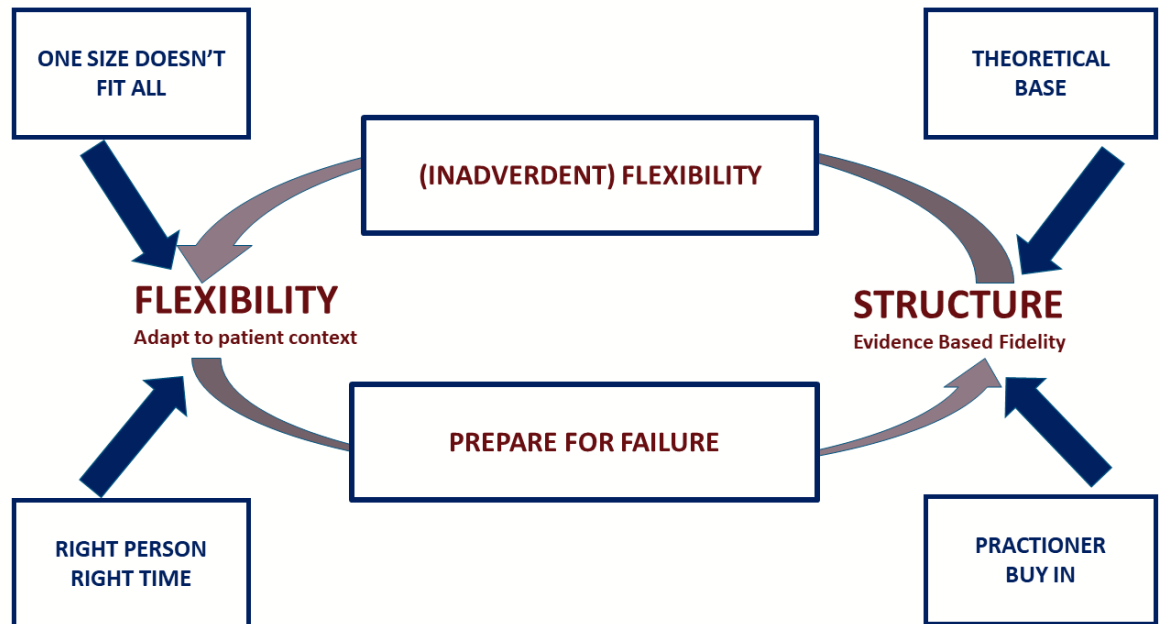 ONE SIZE DOESN'T
FIT ALL
THEORETICAL
BASE
(INADVERDENT) FLEXIBILITY
FLEXIBILITY
Adapt to patient context
STRUCTURE
Evidence Based Fidelity
PREPARE FOR FAILURE
RIGHT PERSON
RIGHT TIME
PRACTIONER
BUY IN